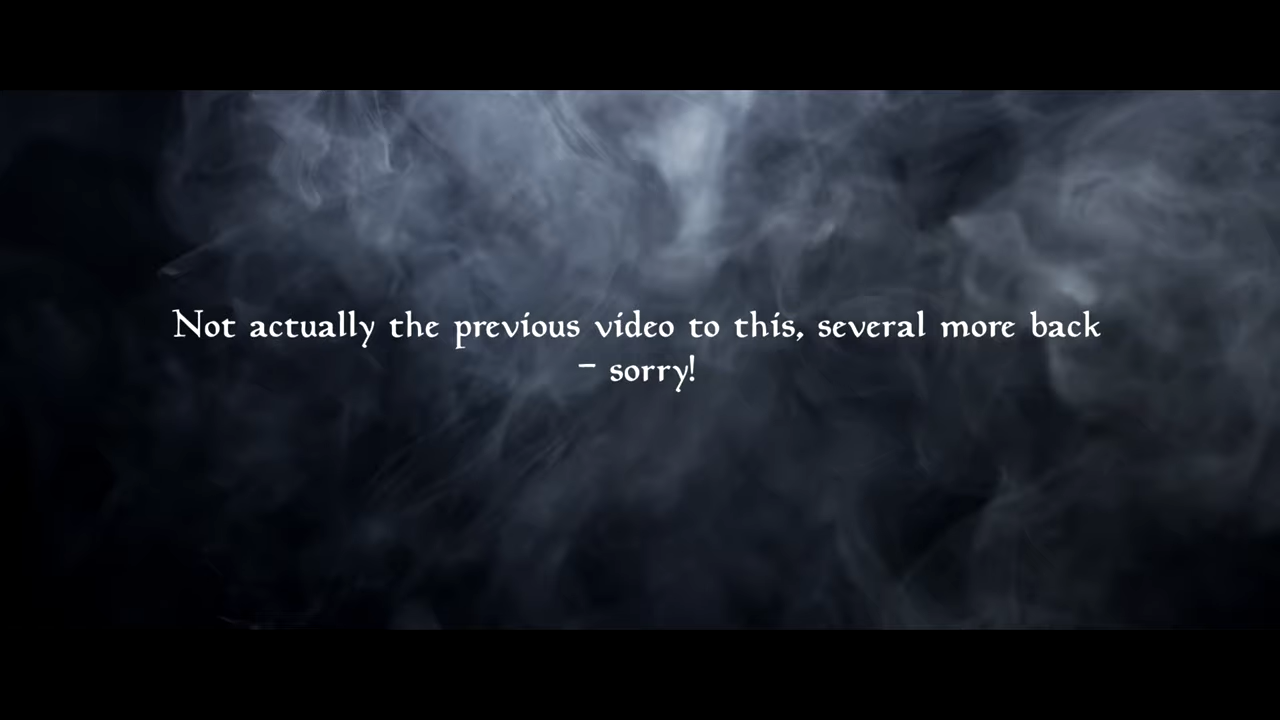 Not actually the previous video to this, several more back
– sorry!